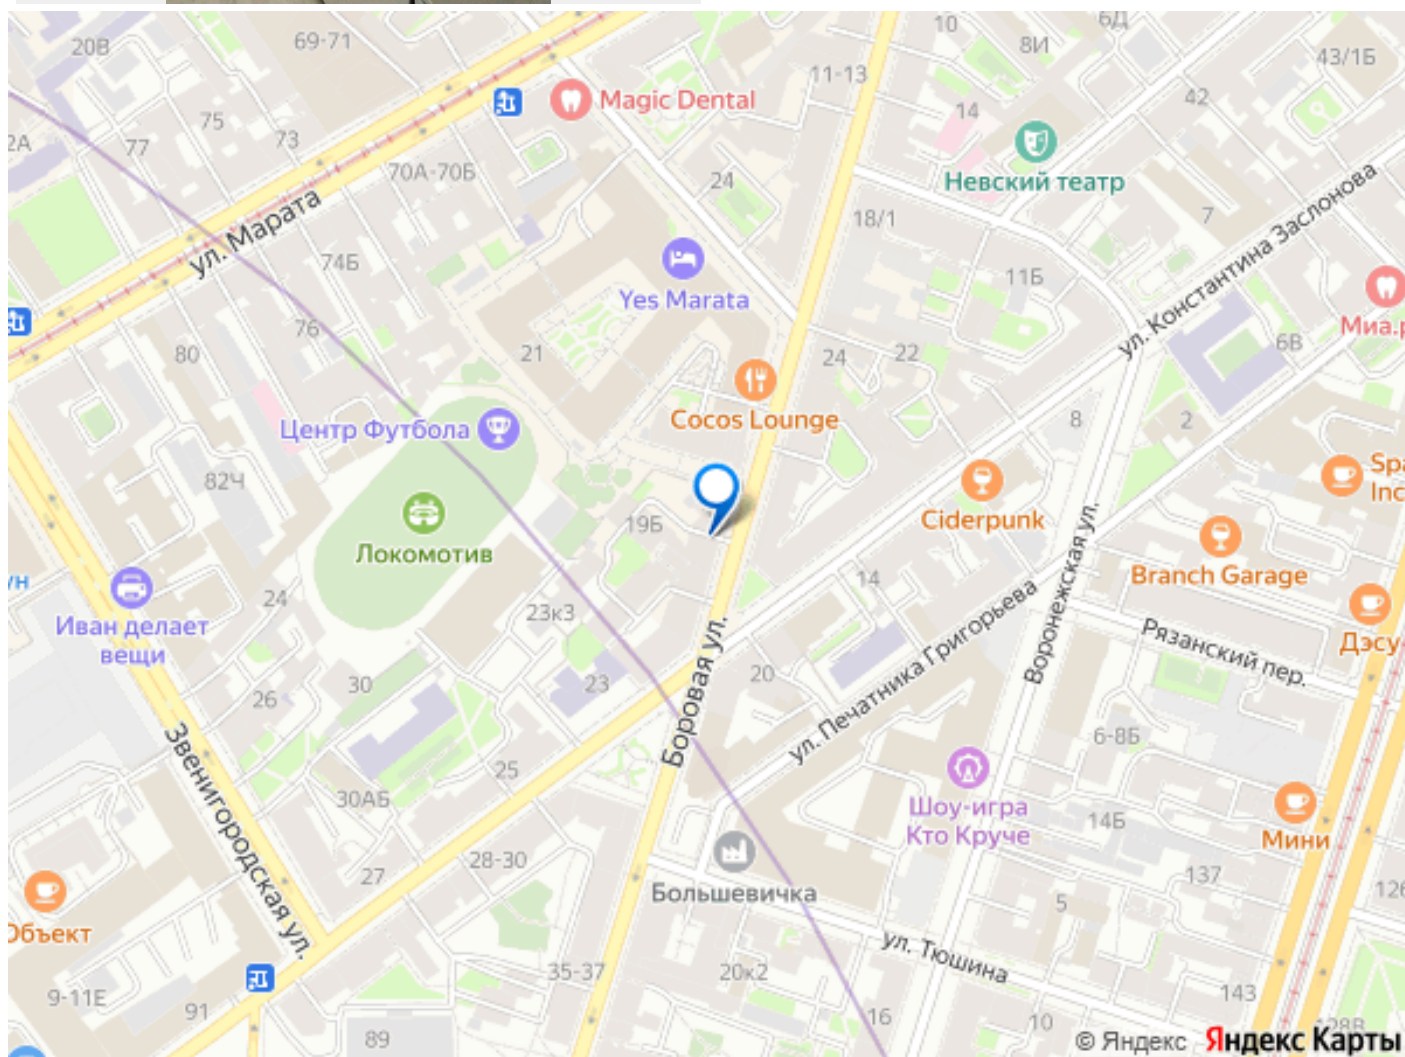 69-71
20В
10
6Д
8И
43/1Б
11-13
Magic Dental
42
75
14
73
77
2А
70А-70Б
Невский театр
24
ул. Марата
18/1
7
74Б
11Б
ул. Константина Заслонова
Yes Marata
76
Миа.р
80
21
24
22
6В
Cocos Lounge
8
2
Центр Футбола
Spa
Inc
82Ч
19Б
Ciderpunk
Локомотив
Branch Garage
ун
14
24
23к3
Иван делает
вещи
ул. Печатника Григорьева
Воронежская ул.
Рязанский пер.
Дэсу
Боровая ул.
20
23
30
26
6-8Б
Звенигородская ул.
25
30АБ
Шоу-игра
Кто Круче
14Б
Мини
28-30
27
Большевичка
137
126
5
Объект
ул. Тюшина
35-37
20к2
9-11Е
91
143
16
10
128В
89
© Яндекс Яндекс Карты